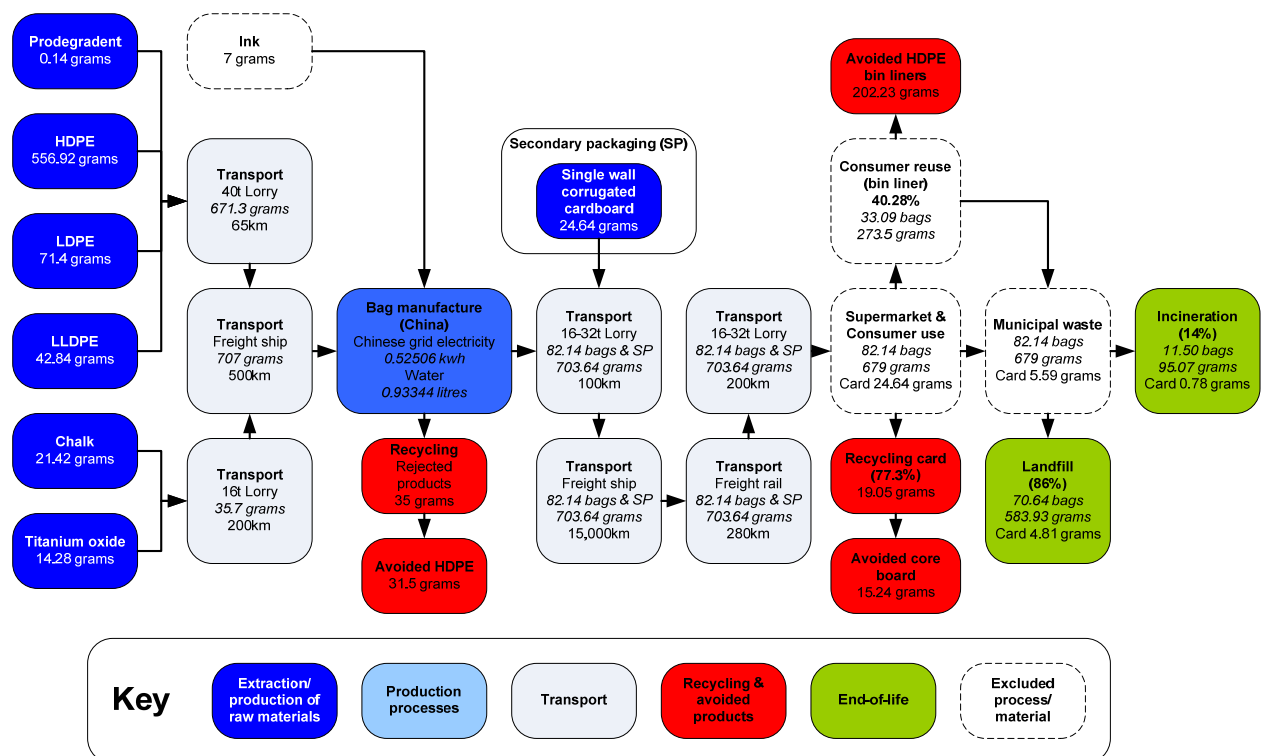 Prodegradent
0.14 grams
HDPE
556.92 grams
LDPE
71.4 grams
LLDPE
42.84 grams
Chalk
21.42 grams
Titanium oxide
14.28 grams
Ink
7 grams
Transport
40t Lorry
671.3 grams
65km
Transport
Freight ship
707 grams
500km
Transport
16t Lorry
35.7 grams
200km
Bag manufacture
(China)
Chinese grid electricity
0.52506 kwh
Water
0.93344 litres
Recycling
Rejected
products
35 grams
Avoided HDPE
31.5 grams
Secondary packaging (SP)
Single wall
corrugated
cardboard
24.64 grams
Transport
16-32t Lorry
82.14 bags & SP
703.64 grams
100km
Transport
Freight ship
82.14 bags & SP
703.64 grams
15,000km
Transport
16-32t Lorry
82.14 bags & SP
703.64 grams
200km
Transport
Freight rail
82.14 bags & SP
703.64 grams
280km
Avoided HDPE
bin liners
202.23 grams
Consumer reuse
(bin liner)
40.28%
33.09 bags
273.5 grams
Supermarket &
Consumer use
82.14 bags
679 grams
Card 24.64 grams
Recycling card
(77.3%)
19.05 grams
Avoided core
board
15.24 grams
Municipal waste
82.14 bags
679 grams
Card 5.59 grams
Landfill
(86%)
70.64 bags
583.93 grams
Card 4.81 grams
Incineration
(14%)
11.50 bags
95.07 grams
Card 0.78 grams
Key
Extraction/
production of
raw materials
Production
processes
Transport
Recycling &
avoided
products
End-of-life
Excluded
process/
material